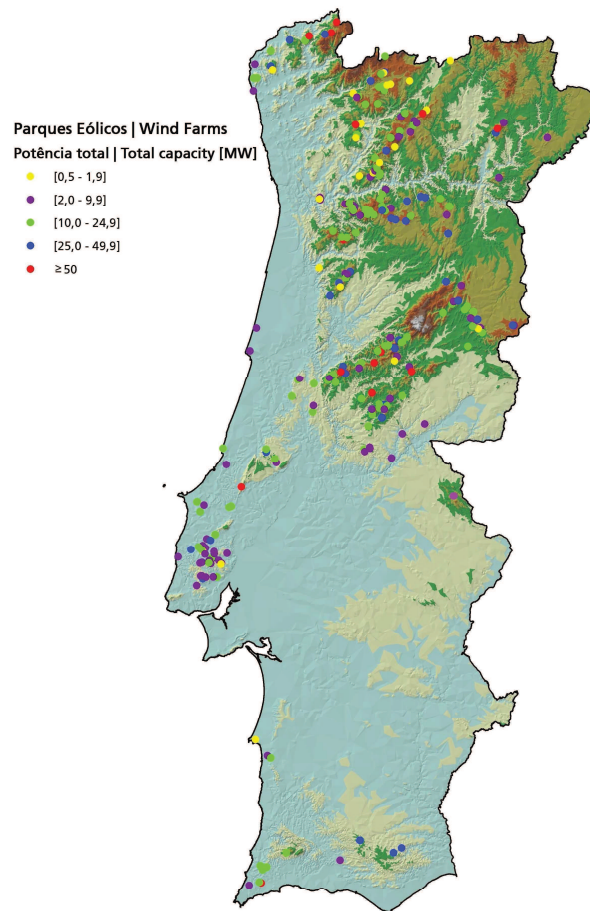 Parques Eólicos | Wind Farms
Potência total | Total capacity [MW]
[0,5 - 1,9]
[2,0 - 9,9]
[10,0 - 24,9]
[25,0 - 49,9]
≥ 50